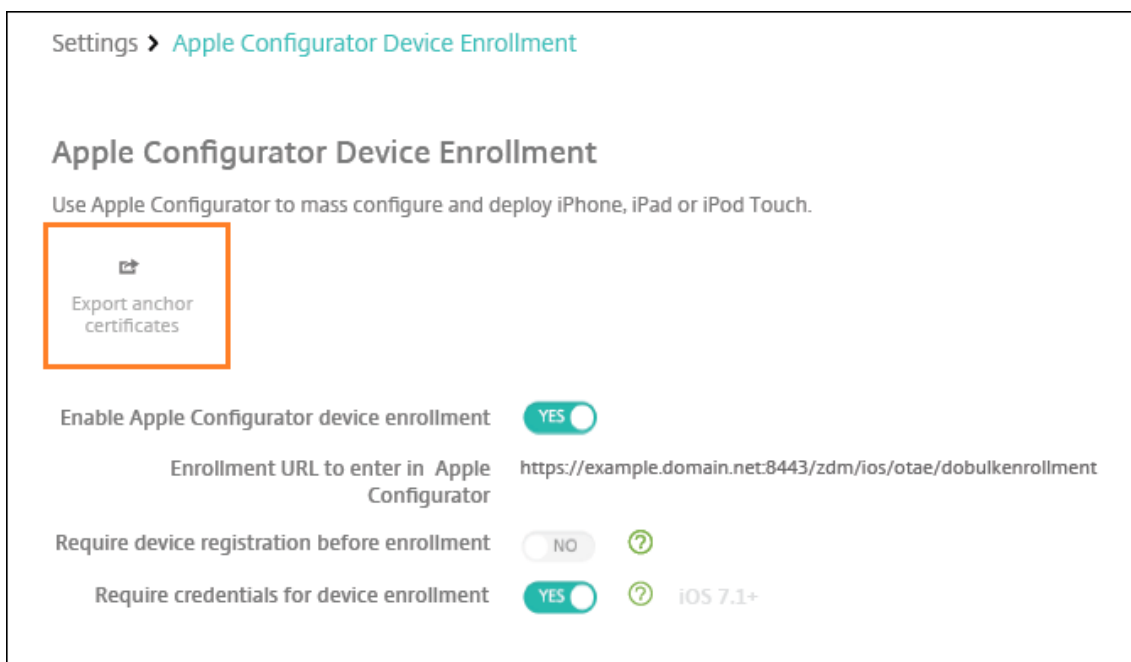 Settings > Apple Configurator Device Enrollment
Apple Configurator Device Enrollment
Use Apple Configurator to mass configure and deploy iPhone, iPad or iPod Touch.
Export anchor
certificates
Enable Apple Configurator device enrollment YES
Enrollment URL to enter in Apple https://example.domain.net:8443/zdm/ios/otae/dobulkenrollment
Configurator
Require device registration before enrollment NO ?
Require credentials for device enrollment YES ? iOS 7.1+